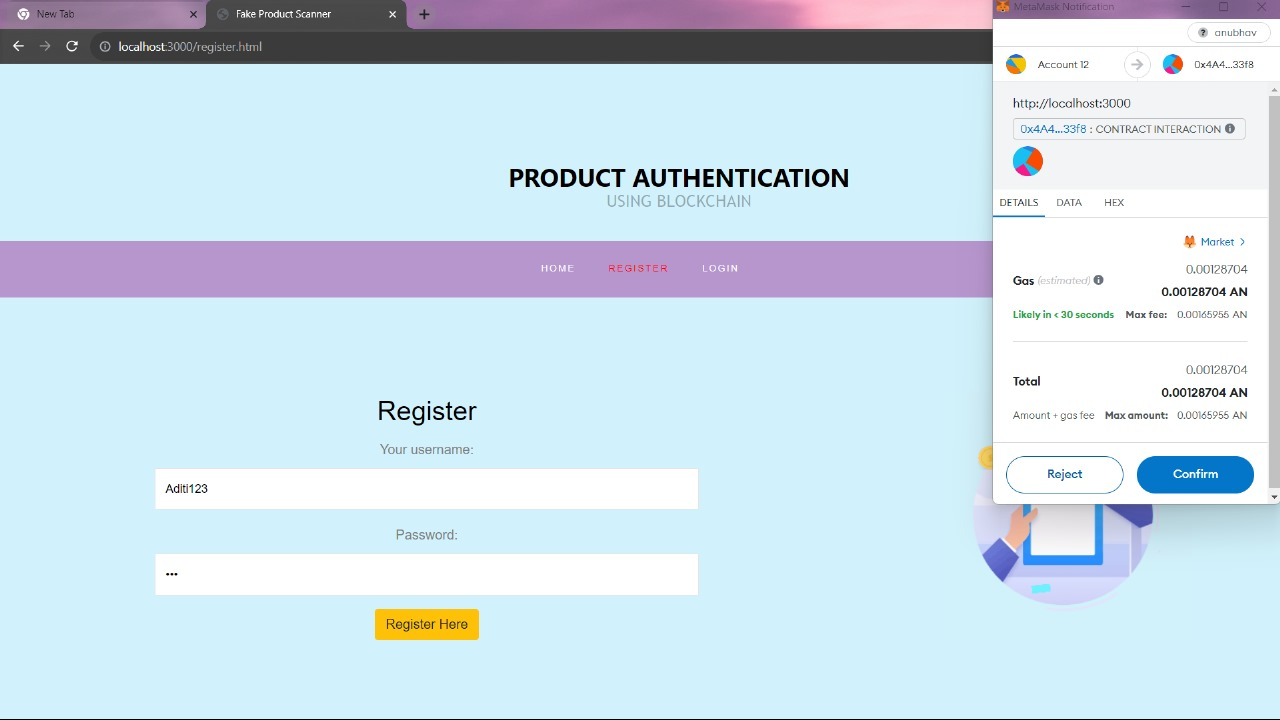 New Tab
Fake Product Scanner
localhost:3000/register.html
PRODUCT AUTHENTICATION
USING BLOCKCHAIN
HOME REGISTER LOGIN
Register
Your username:
Aditi123
Password:
•••
Register Here
MetaMask Notification
anubhav
Account 12
0x4A4...33f8
http://localhost:3000
0x4A4...33f8 : CONTRACT INTERACTION
DETAILS DATA HEX
Market
0.00128704
Gas (estimated)
0.00128704 AN
Likely in < 30 seconds Max fee: 0.00165955 AN
0.00128704
Total
0.00128704 AN
Amount + gas fee Max amount: 0.00165955 AN
Reject Confirm